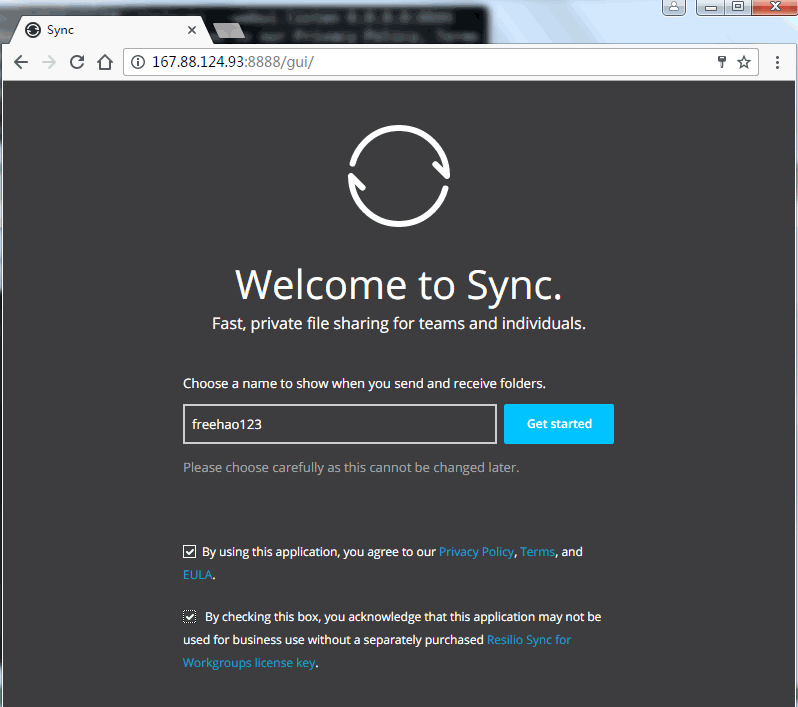 Sync
167.88.124.93:8888/gui/
Welcome to Sync.
Fast, private file sharing for teams and individuals.
Choose a name to show when you send and receive folders.
freehao123
Get started
Please choose carefully as this cannot be changed later.
By using this application, you agree to our Privacy Policy, Terms, and
EULA.
By checking this box, you acknowledge that this application may not be
used for business use without a separately purchased Resilio Sync for
Workgroups license key.